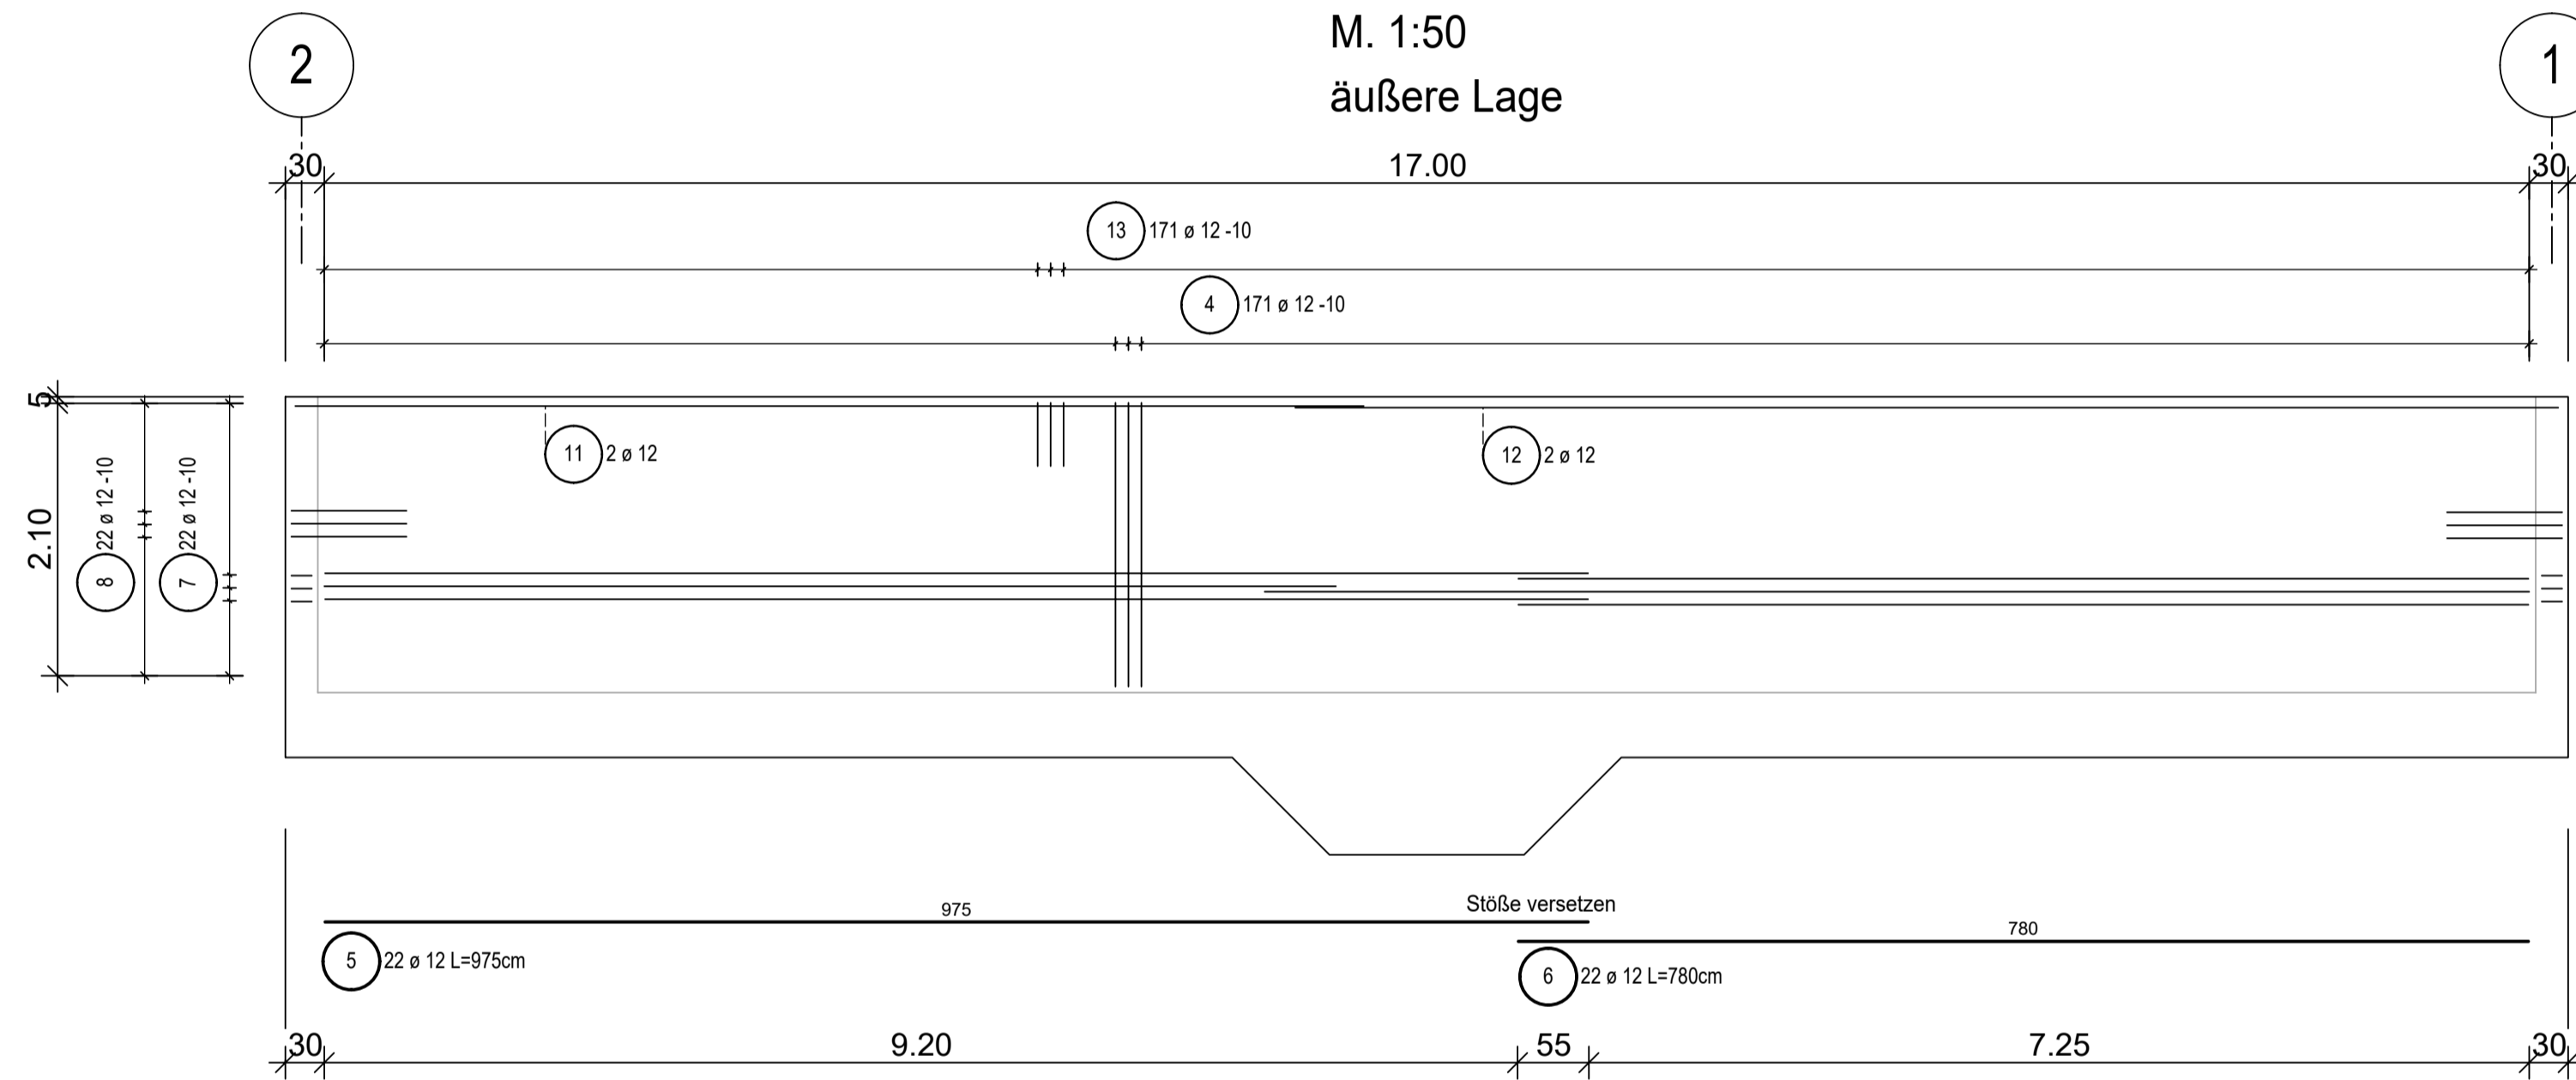 2
M. 1:50
1
äußere Lage
30
17.00
30
13 171 ø 12 -10
4 171 ø 12 -10
5
2.10
8 22 ø 12 -10
7 22 ø 12 -10
11 2 ø 12
12 2 ø 12
975
Stöße versetzen
780
5 22 ø 12 L=975cm
6 22 ø 12 L=780cm
30
9.20
55
7.25
30